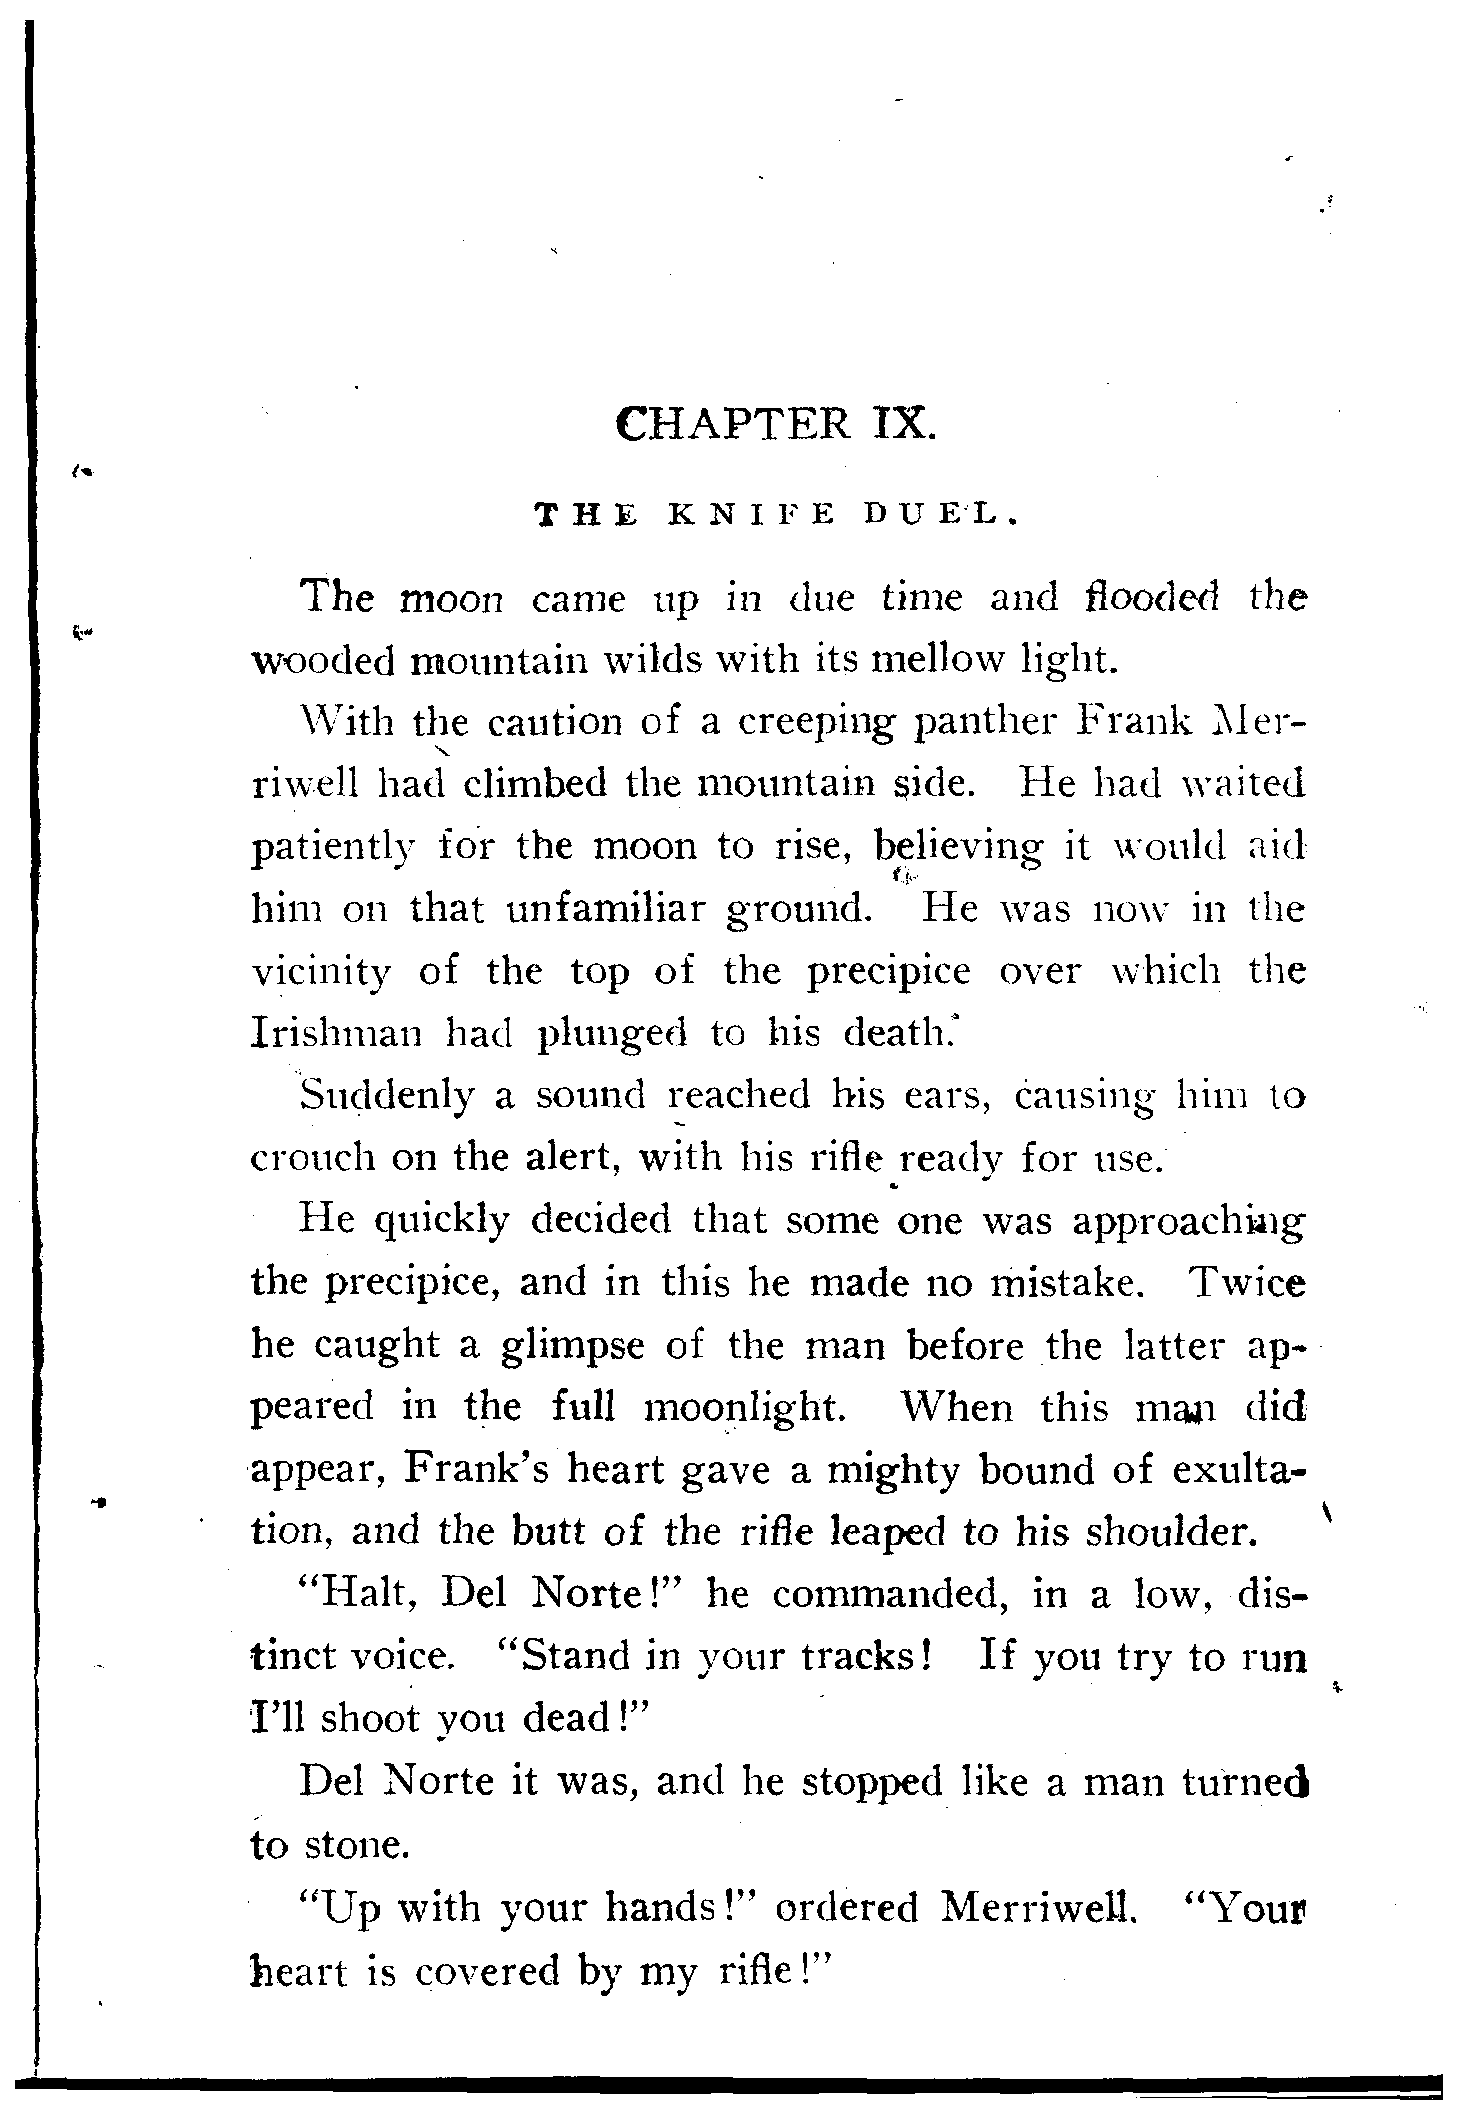 CHAPTER IX.
THE KNIFE DUEL.
The moon came up in due time and flooded the
wooded mountain wilds with its mellow light.
With the caution of a creeping panther Frank Mer-
riwell had climbed the mountain side. He had waited
patiently for the moon to rise, believing it would aid
him on that unfamiliar ground. He was now in the
vicinity of the top of the precipice over which the
Irishman had plunged to his death.
Suddenly a sound reached his ears, causing him to
crouch on the alert, with his rifle ready for use.
He quickly decided that some one was approaching
the precipice, and in this he made no mistake. Twice
he caught a glimpse of the man before the latter ap-
peared in the full moonlight. When this man did
appear, Frank's heart gave a mighty bound of exulta-
tion, and the butt of the rifle leaped to his shoulder.
"Halt, Del Norte!" he commanded, in a low, dis-
tinct voice. "Stand in your tracks! If you try to run
I'll shoot you dead!"
Del Norte it was, and he stopped like a man turned
to stone.
"Up with your hands!" ordered Merriwell. "Your
heart is covered by my rifle!"